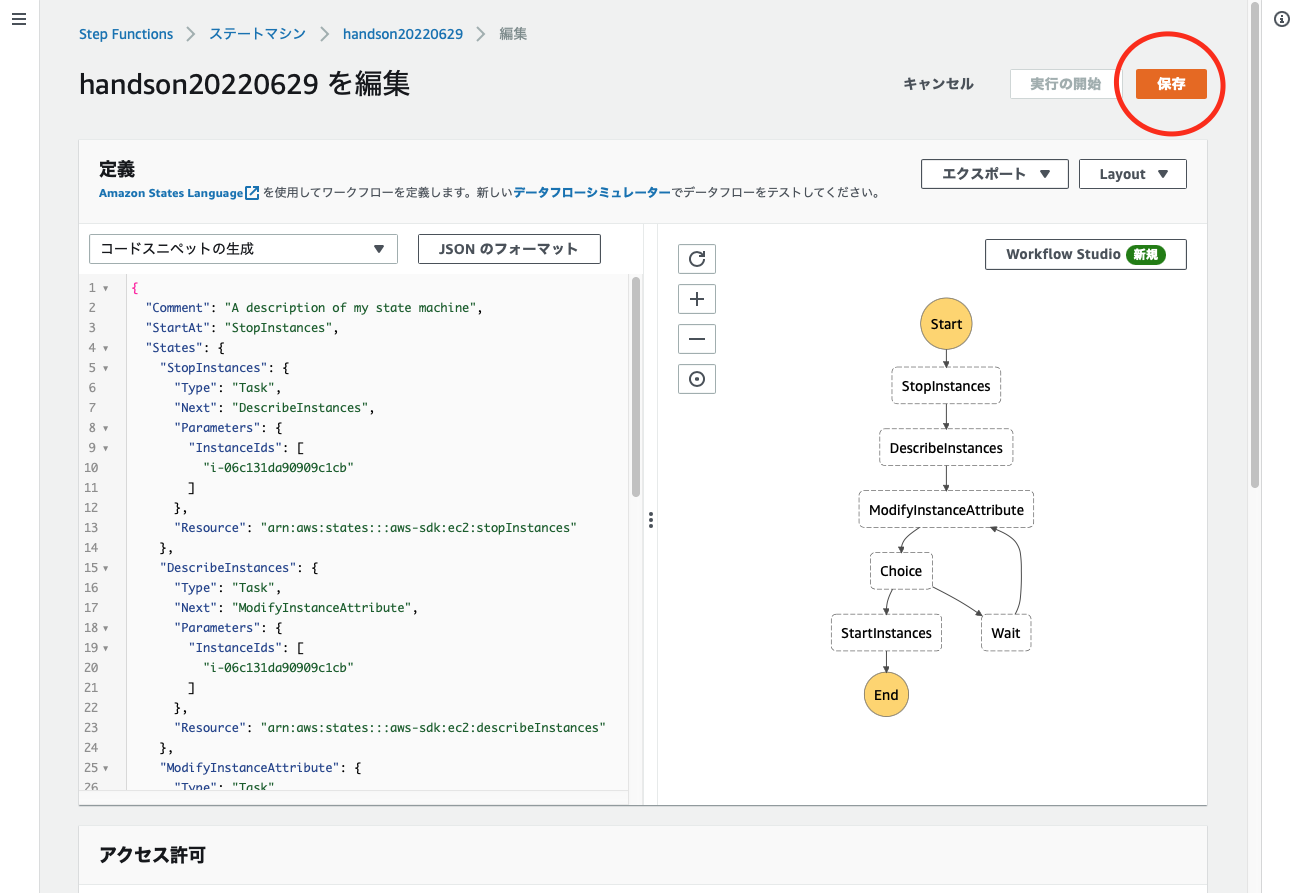 Step Functions > ステートマシン > handson20220629 > 編集
handson20220629 を編集
キャンセル 実行の開始 保存
定義
Amazon States Language を使用してワークフローを定義します。新しいデータフローシミュレーターでデータフローをテストしてください。
エクスポート ▼ Layout ▼
コードスニペットの生成 ▼ JSON のフォーマット
1 {
2 "Comment": "A description of my state machine",
3 "StartAt": "StopInstances",
4 "States": {
5 "StopInstances": {
6 "Type": "Task",
7 "Next": "DescribeInstances",
8 "Parameters": {
9 "InstanceIds": [
10 "i-06c131da90909c1cb"
11 ]
12 },
13 "Resource": "arn:aws:states:::aws-sdk:ec2:stopInstances"
14 },
15 "DescribeInstances": {
16 "Type": "Task",
17 "Next": "ModifyInstanceAttribute",
18 "Parameters": {
19 "InstanceIds": [
20 "i-06c131da90909c1cb"
21 ]
22 },
23 "Resource": "arn:aws:states:::aws-sdk:ec2:describeInstances"
24 },
25 "ModifyInstanceAttribute": {
26 "Type": "Task"
Workflow Studio 新規
Start
StopInstances
DescribeInstances
ModifyInstanceAttribute
Choice
StartInstances Wait
End
アクセス許可